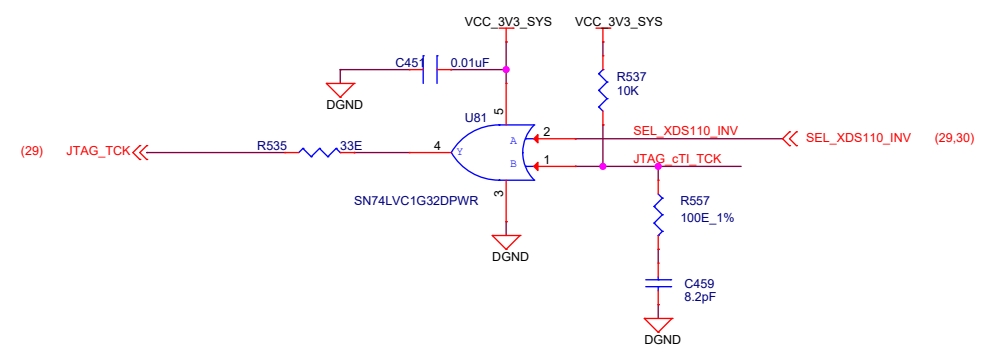 VCC_3V3_SYS
VCC_3V3_SYS
C451
0.01uF
DGND
R537
10K
U81
5
A
2
SEL_XDS110_INV
SEL_XDS110_INV
(29,30)
(29)
JTAG_TCK
R535
33E
4
Y
B
1
JTAG_cTI_TCK
3
SN74LVC1G32DPWR
DGND
R557
100E_1%
C459
8.2pF
DGND